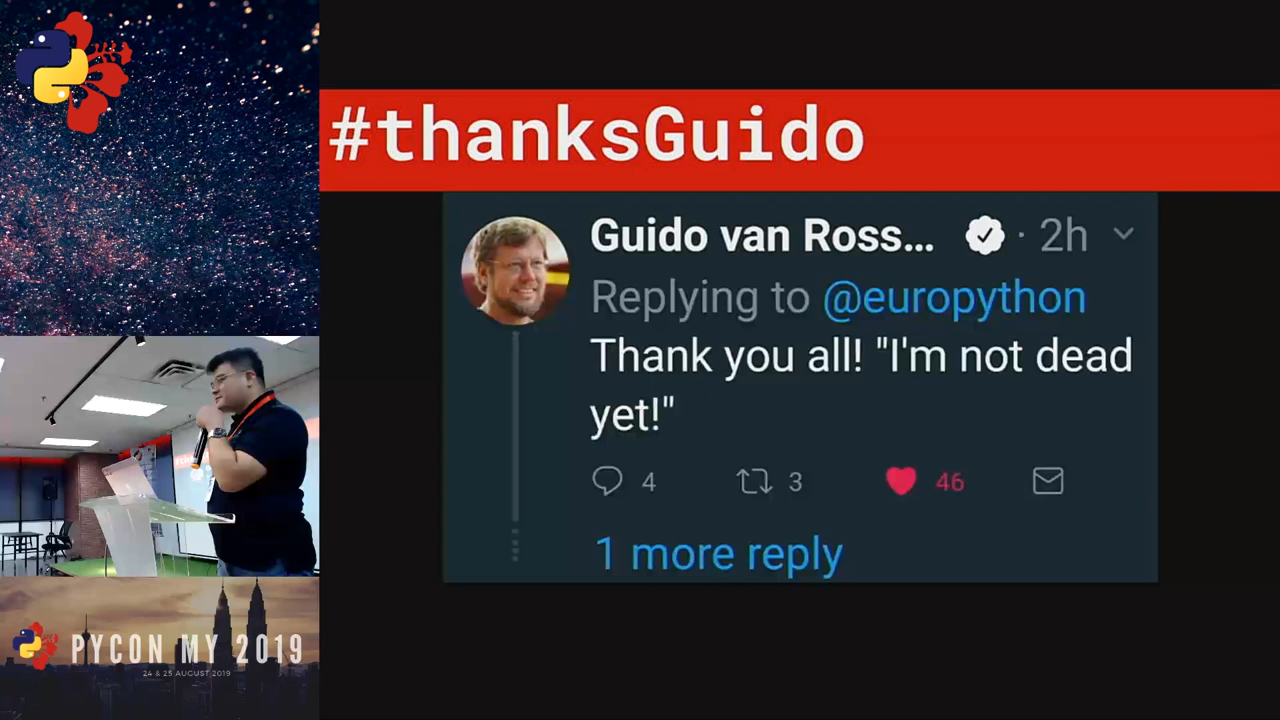 #thanksGuido
Guido van Ross... · 2h
Replying to @europython
Thank you all! "I'm not dead
yet!"
4 3 46
1 more reply
PYCON MY 2019
24 & 25 AUGUST 2019